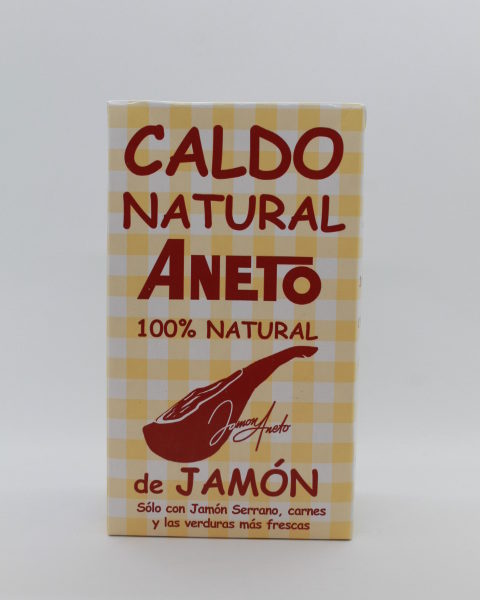 CALDO
NATURAL
ANETO
100% NATURAL
Jamon Aneto
de JAMÓN
Sólo con Jamón Serrano, carnes
y las verduras más frescas